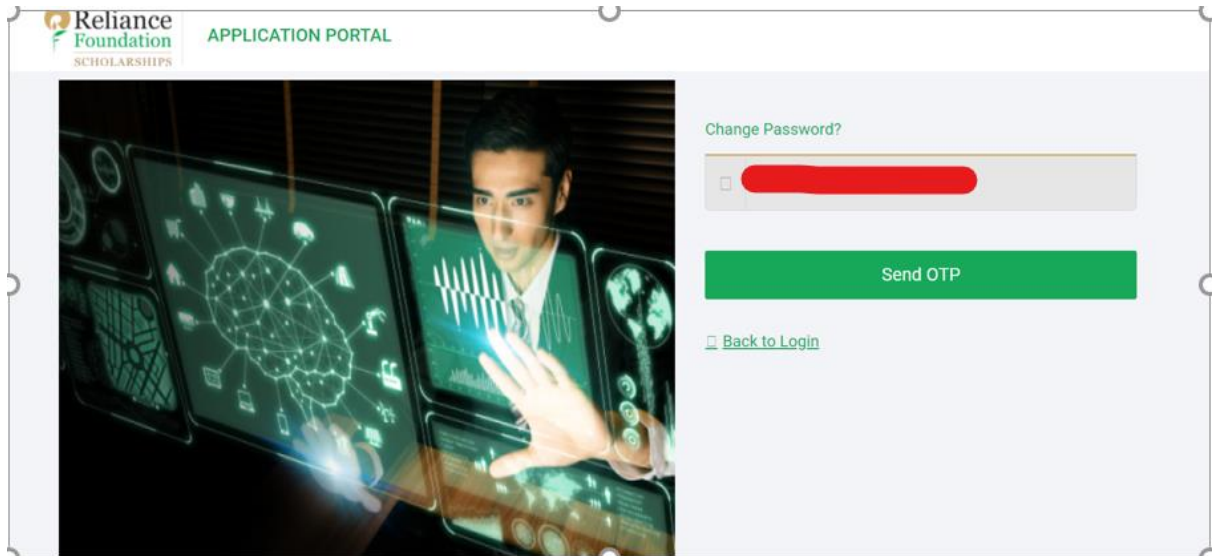 Reliance
Foundation
SCHOLARSHIPS
APPLICATION PORTAL
Change Password?
Send OTP
Back to Login